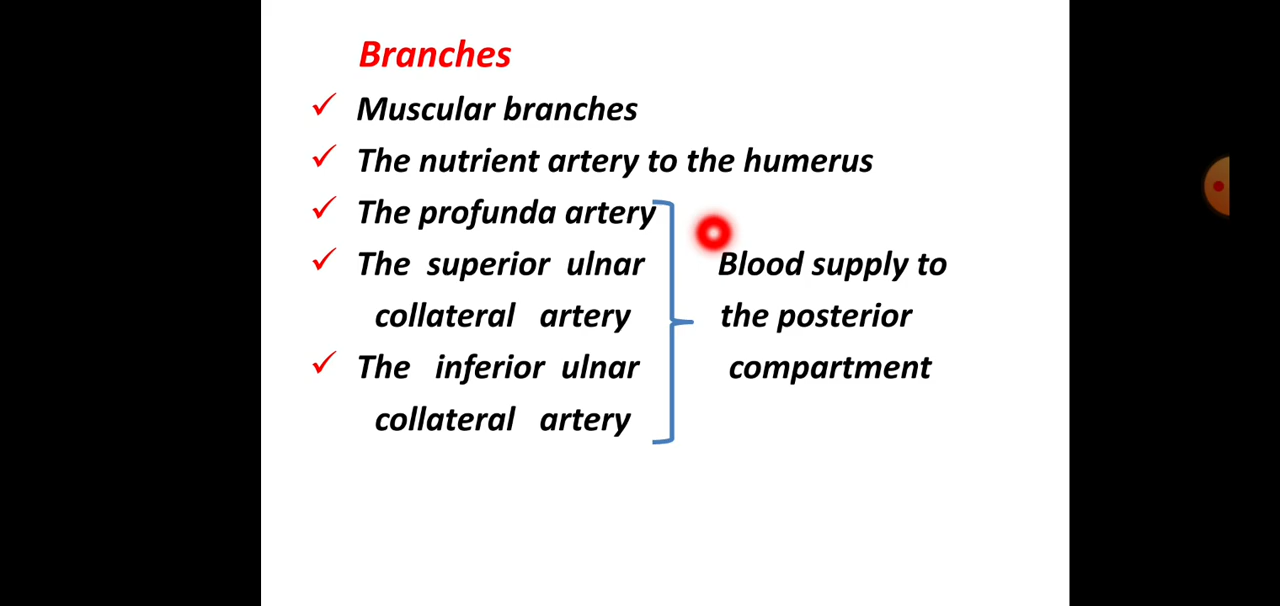 Branches
Muscular branches
The nutrient artery to the humerus
The profunda artery
The superior ulnar
collateral artery
The inferior ulnar
collateral artery
Blood supply to
the posterior
compartment